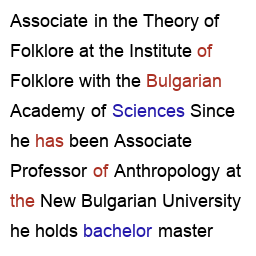 Associate in the Theory of
Folklore at the Institute of
Folklore with the Bulgarian
Academy of Sciences Since
he has been Associate
Professor of Anthropology at
the New Bulgarian University
he holds bachelor master